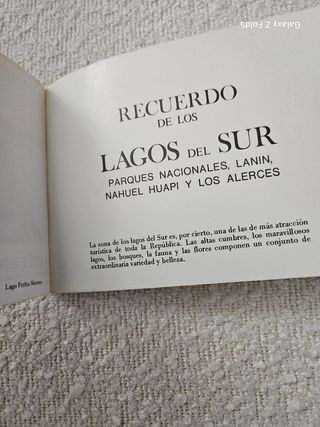 Galaxy Z Fold5
RECUERDO
DE LOS
LAGOS DEL SUR
PARQUES NACIONALES, LANIN,
NAHUEL HUAPI Y LOS ALERCES
La zona de los lagos del Sur es, por cierto, una de las de más atracción
turística de toda la República. Las altas cumbres, los maravillosos
lagos, los bosques, la fauna y las flores componen un conjunto de
extraordinaria variedad y belleza.
Lago Perito Moreno